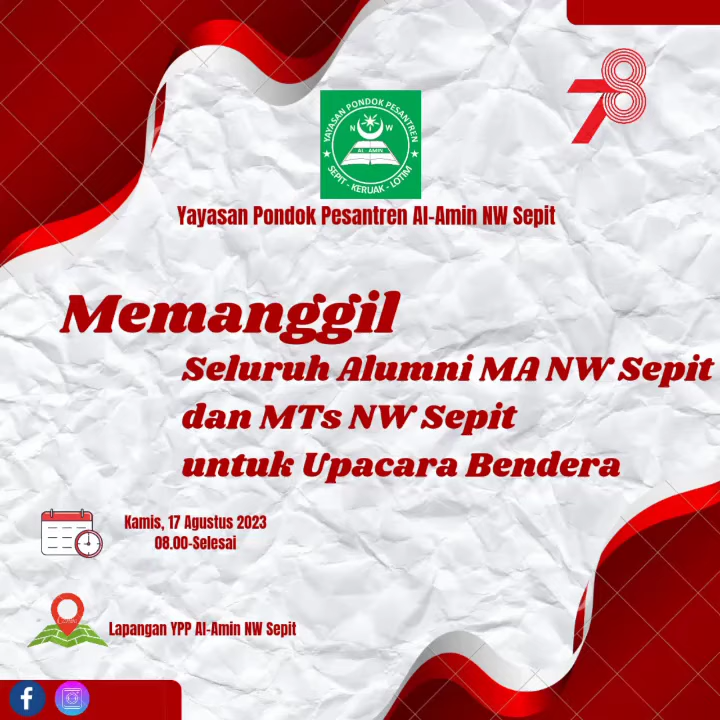 78
YAYASAN PONDOK PESANTREN
N W
AL - AMIN
SEPIT - KERUAK - LOTIM
Yayasan Pondok Pesantren Al-Amin NW Sepit
Memanggil
Seluruh Alumni MA NW Sepit
dan MTs NW Sepit
untuk Upacara Bendera
Kamis, 17 Agustus 2023
08.00-Selesai
Lapangan YPP Al-Amin NW Sepit